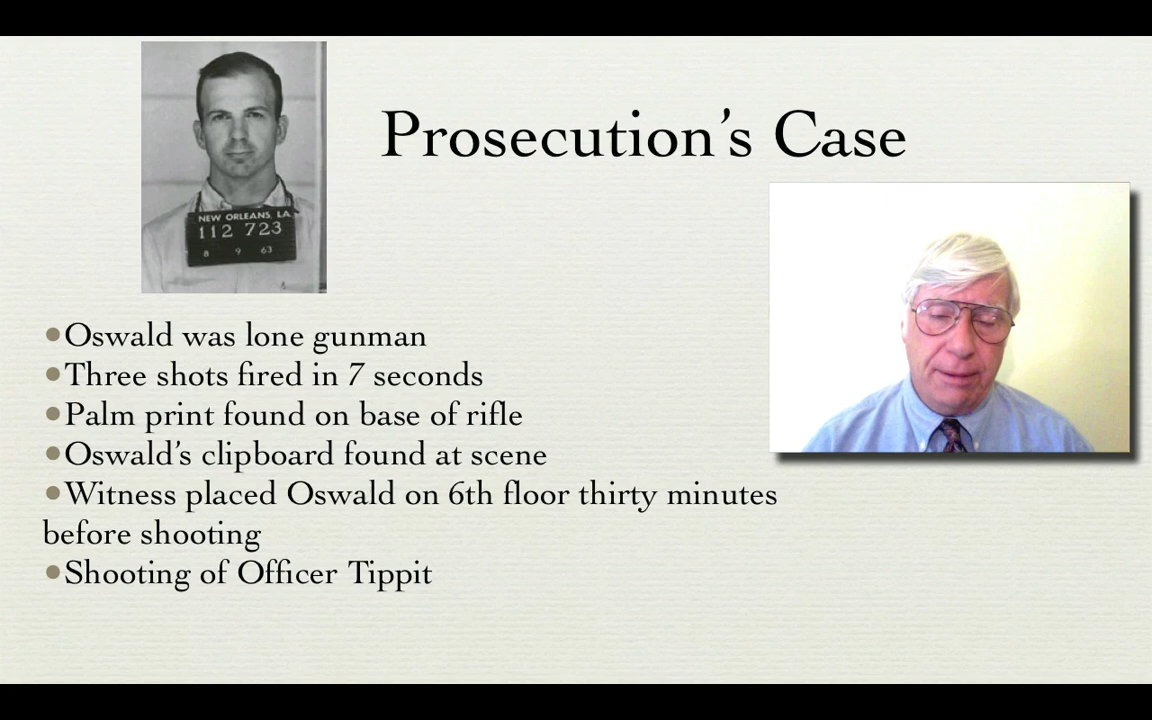 Prosecution's Case
NEW ORLEANS, LA.
112 723
8 9 63
•Oswald was lone gunman
•Three shots fired in 7 seconds
•Palm print found on base of rifle
•Oswald's clipboard found at scene
•Witness placed Oswald on 6th floor thirty minutes
before shooting
•Shooting of Officer Tippit